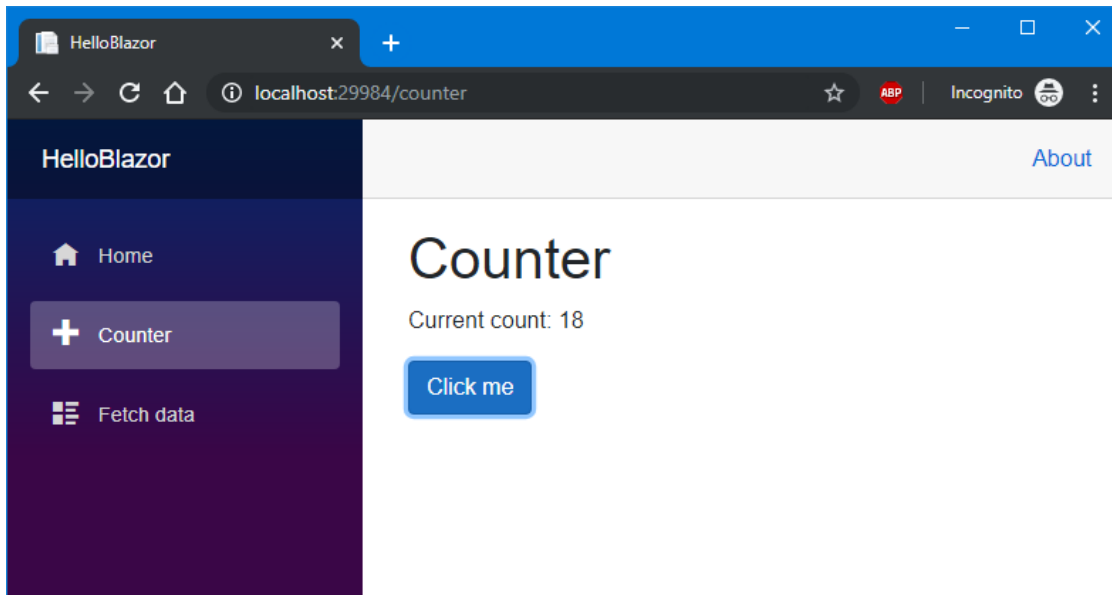 HelloBlazor
localhost:29984/counter
ABP
Incognito
HelloBlazor
About
Home
Counter
Fetch data
Counter
Current count: 18
Click me